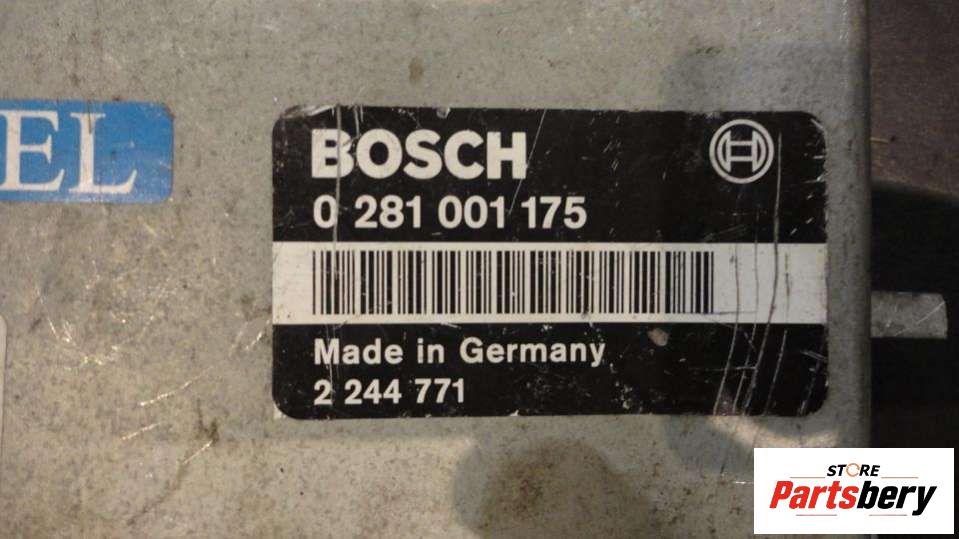 EL
BOSCH
0 281 001 175
Made in Germany
2 244 771
STORE
Partsbery